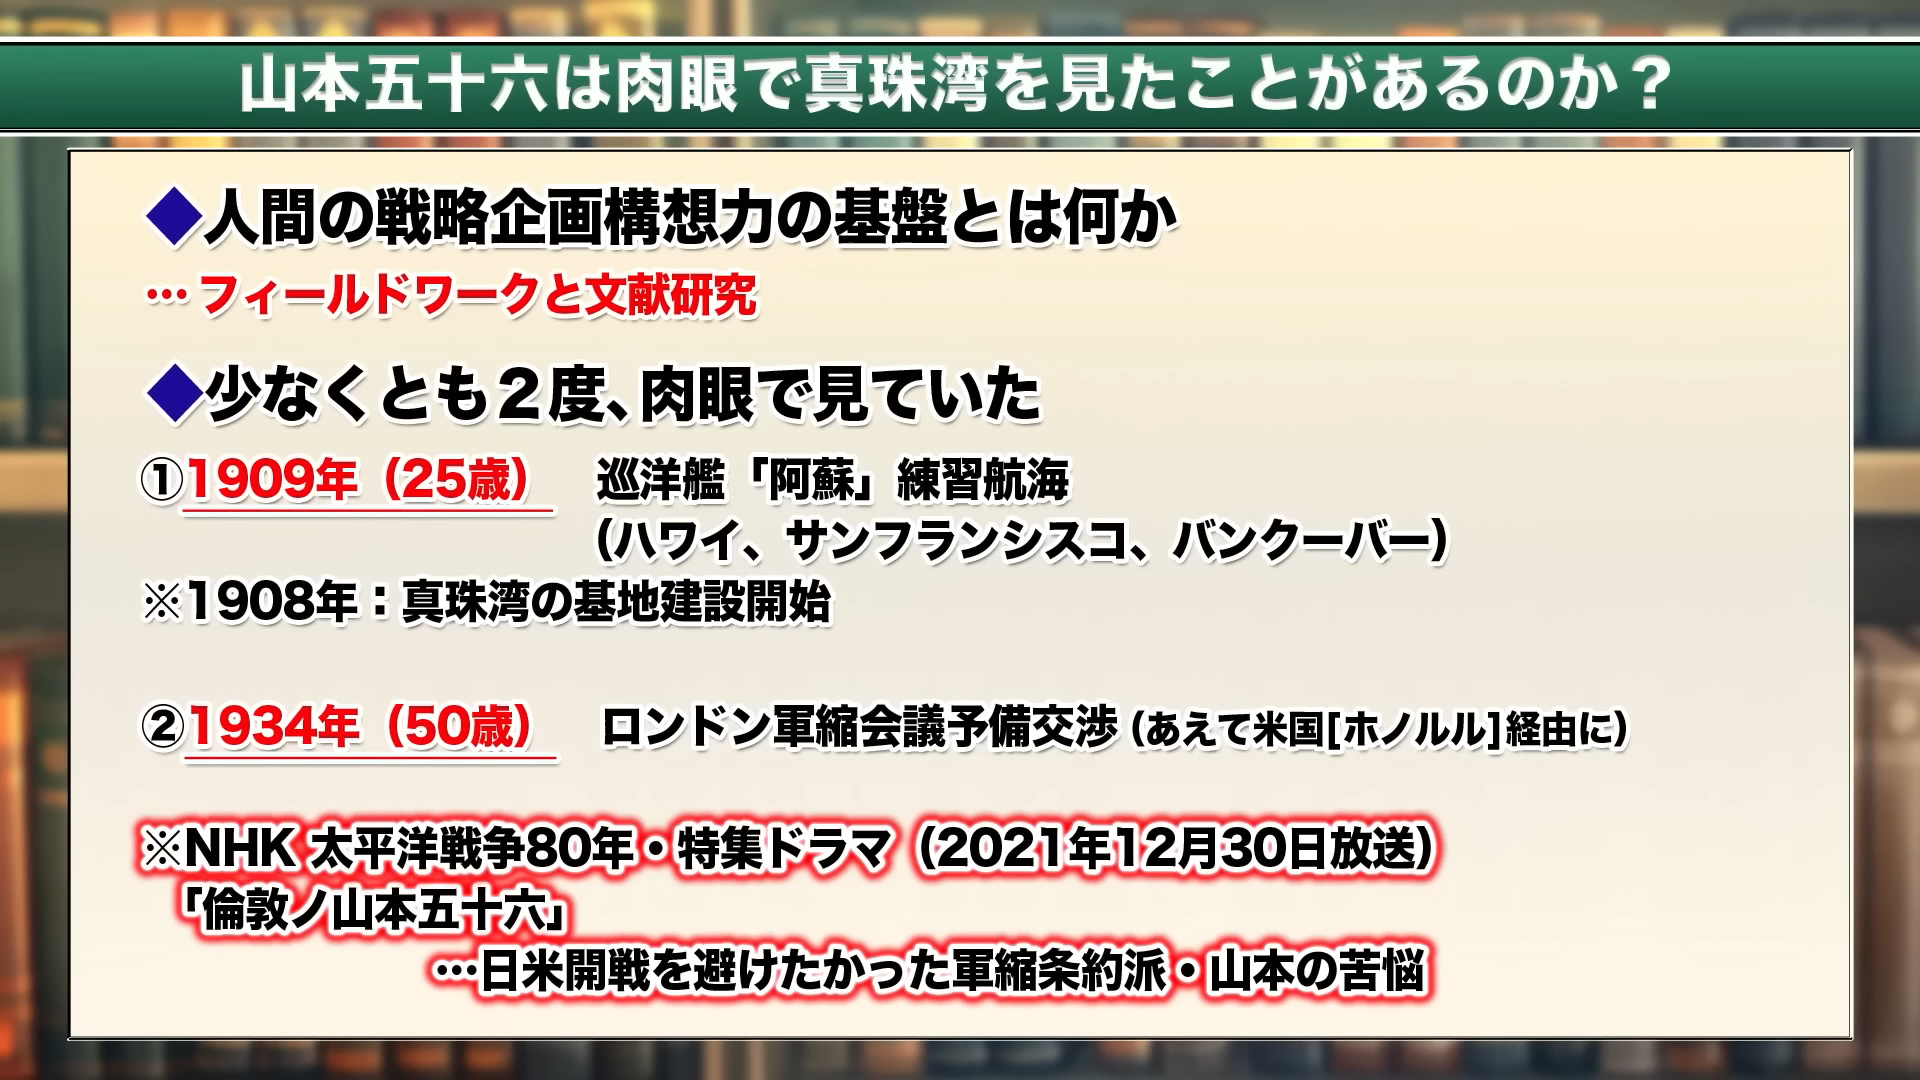 山本五十六は肉眼で真珠湾を見たことがあるのか？
◆人間の戦略企画構想力の基盤とは何か
… フィールドワークと文献研究
◆少なくとも２度、肉眼で見ていた
①1909年（25歳）　巡洋艦「阿蘇」練習航海
（ハワイ、サンフランシスコ、バンクーバー）
※1908年：真珠湾の基地建設開始
②1934年（50歳）　ロンドン軍縮会議予備交渉（あえて米国[ホノルル]経由に）
※NHK 太平洋戦争80年・特集ドラマ（2021年12月30日放送）
「倫敦ノ山本五十六」
…日米開戦を避けたかった軍縮条約派・山本の苦悩